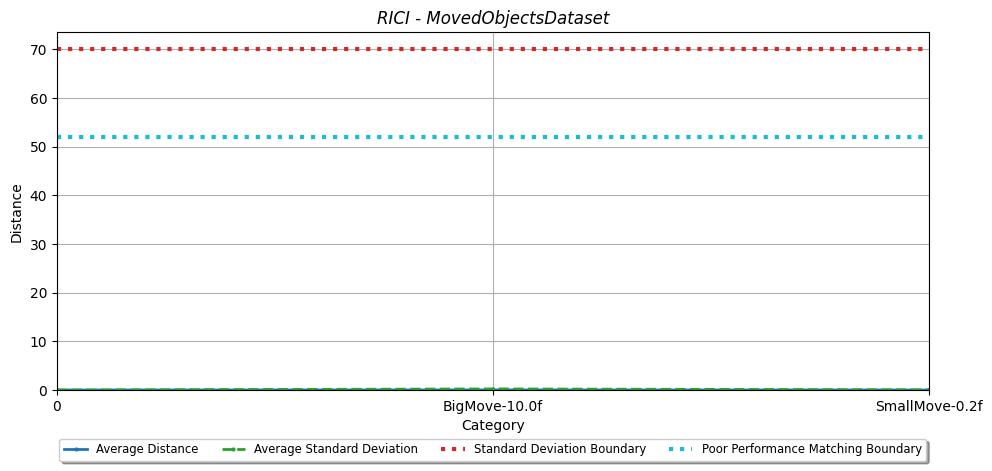 RICI - MovedObjectsDataset
70
60
50
40
30
20
10
0
Distance
0 BigMove-10.0f SmallMove-0.2f
Category
Average Distance Average Standard Deviation Standard Deviation Boundary Poor Performance Matching Boundary